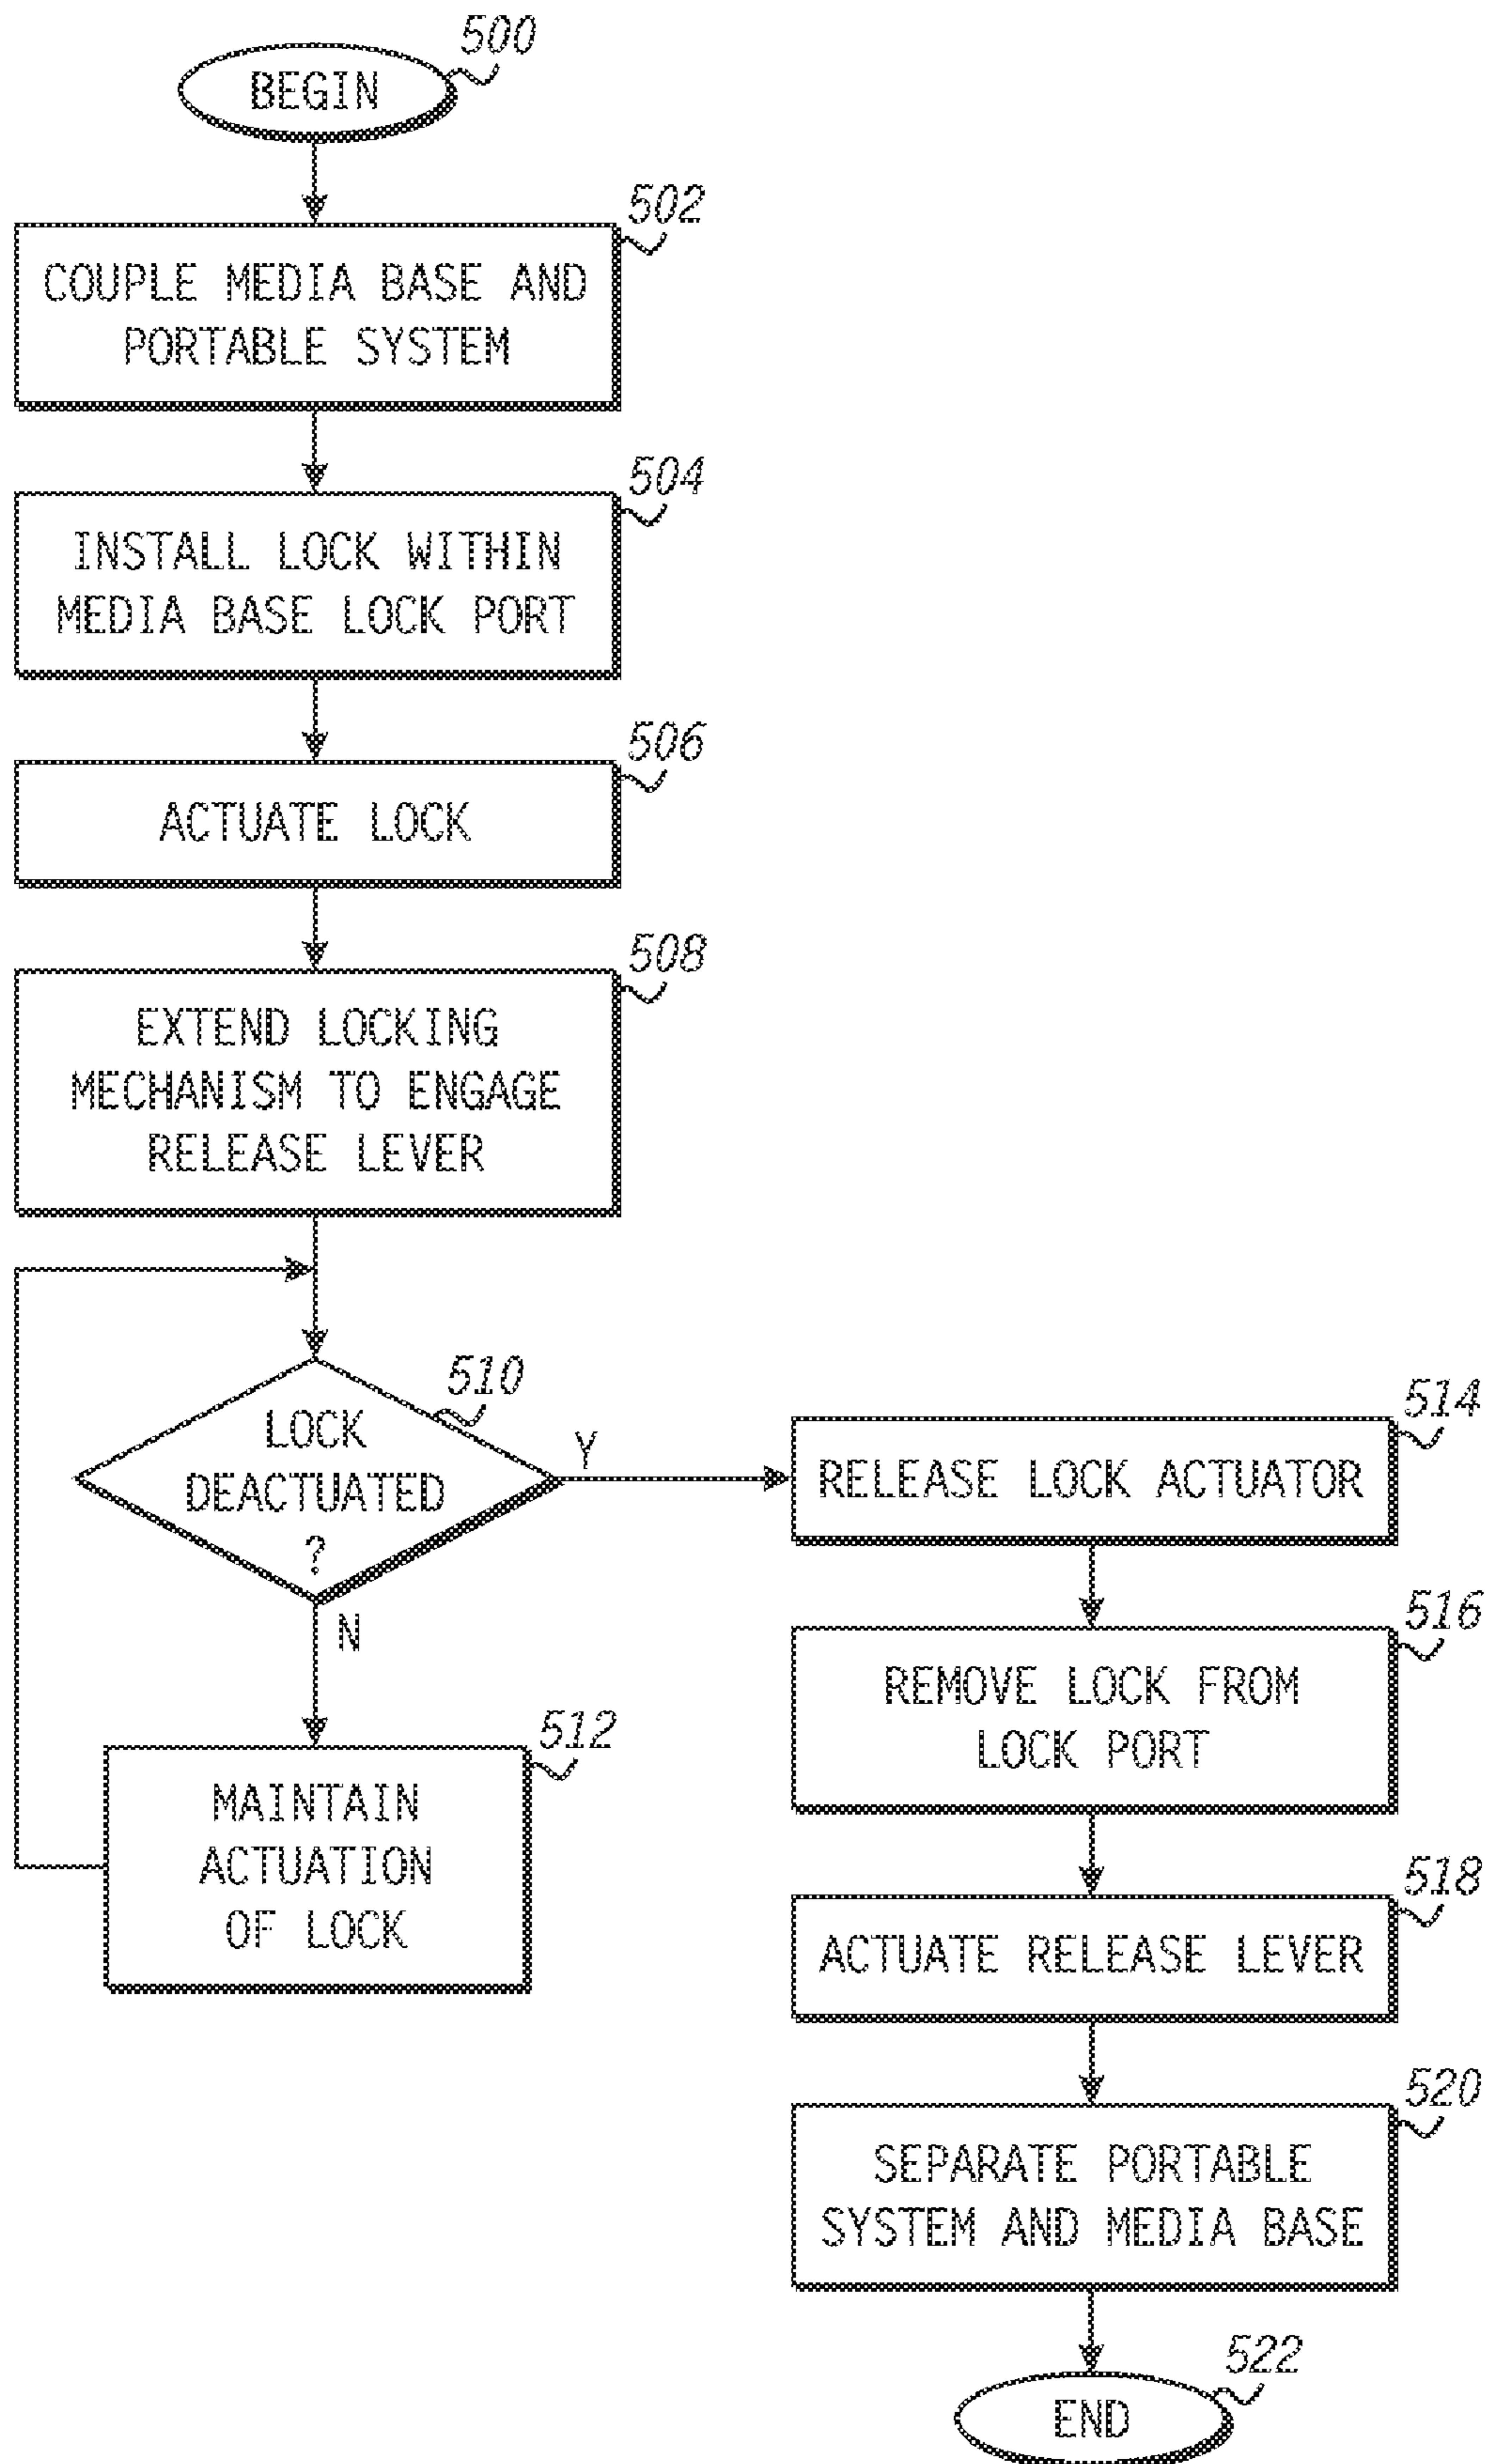 500
BEGIN
502
COUPLE MEDIA BASE AND
PORTABLE SYSTEM
504
INSTALL LOCK WITHIN
MEDIA BASE LOCK PORT
506
ACTUATE LOCK
508
EXTEND LOCKING
MECHANISM TO ENGAGE
RELEASE LEVER
510
LOCK
DEACTUATED
?
Y
N
512
MAINTAIN
ACTUATION
OF LOCK
514
RELEASE LOCK ACTUATOR
516
REMOVE LOCK FROM
LOCK PORT
518
ACTUATE RELEASE LEVER
520
SEPARATE PORTABLE
SYSTEM AND MEDIA BASE
522
END